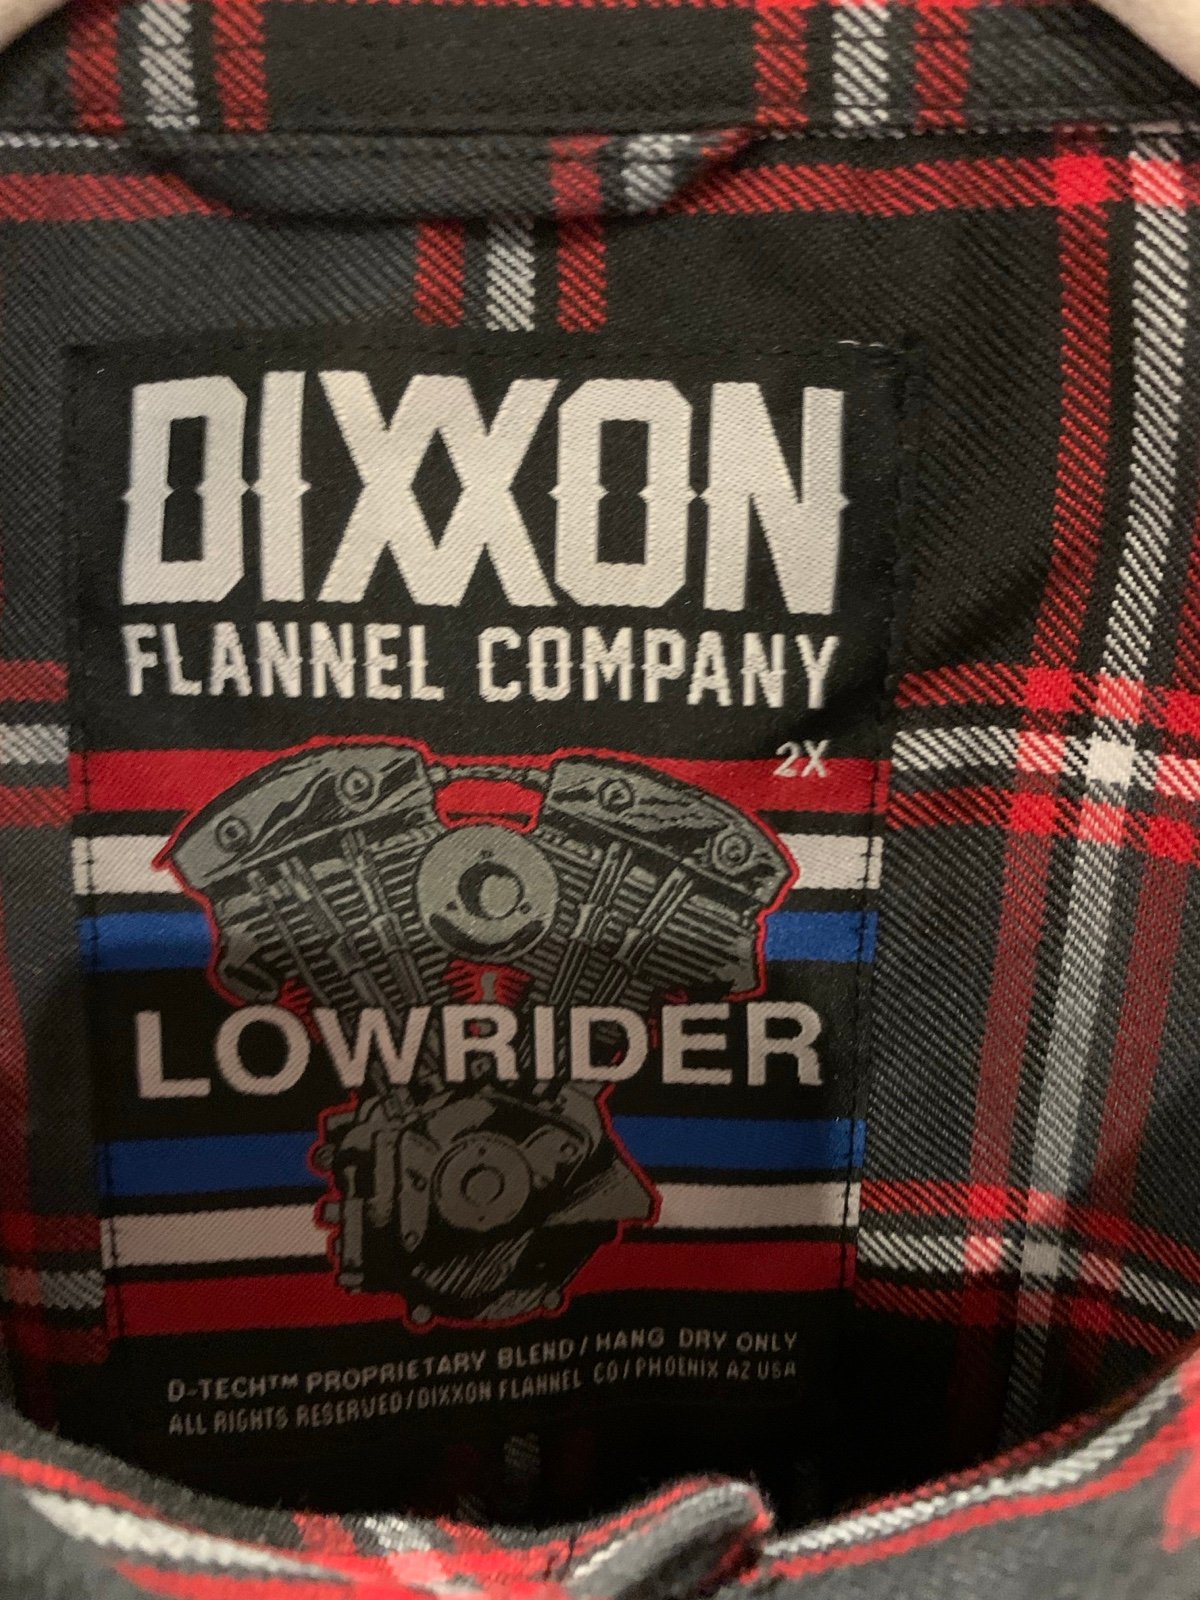 DIXXON
FLANNEL COMPANY
2X
LOWRIDER
D-TECH™ PROPRIETARY BLEND/HANG DRY ONLY
ALL RIGHTS RESERVED/DIXXON FLANNEL CO/PHOENIX AZ USA